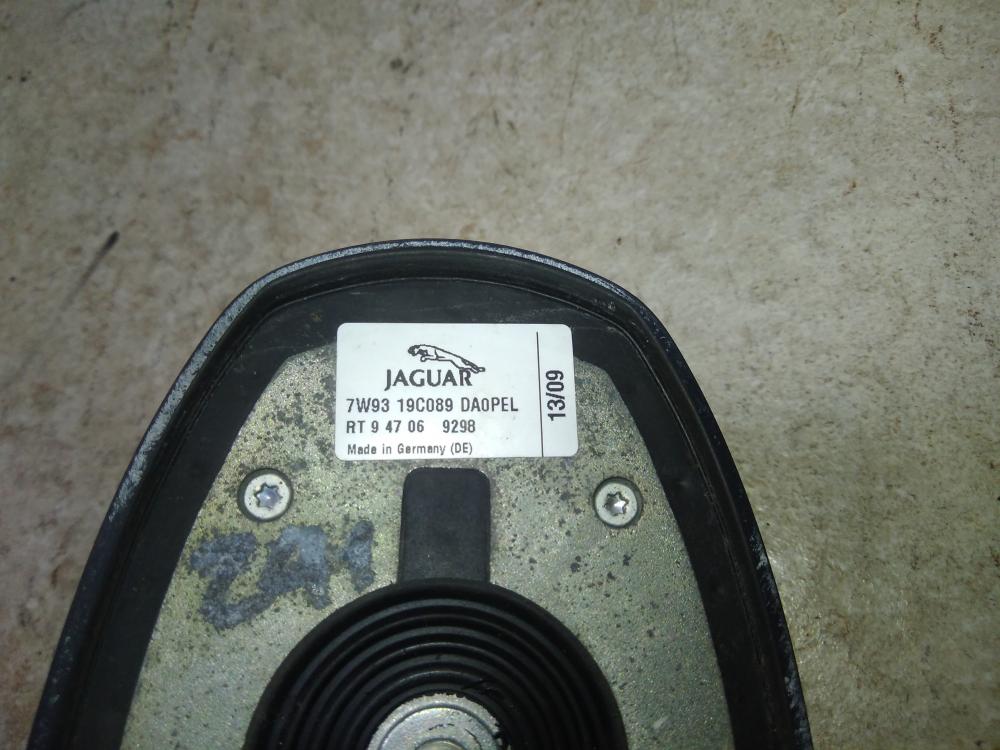 JAGUAR
7W93 19C089 DA0PEL
RT 9 47 06 9298
Made in Germany (DE)
13/09